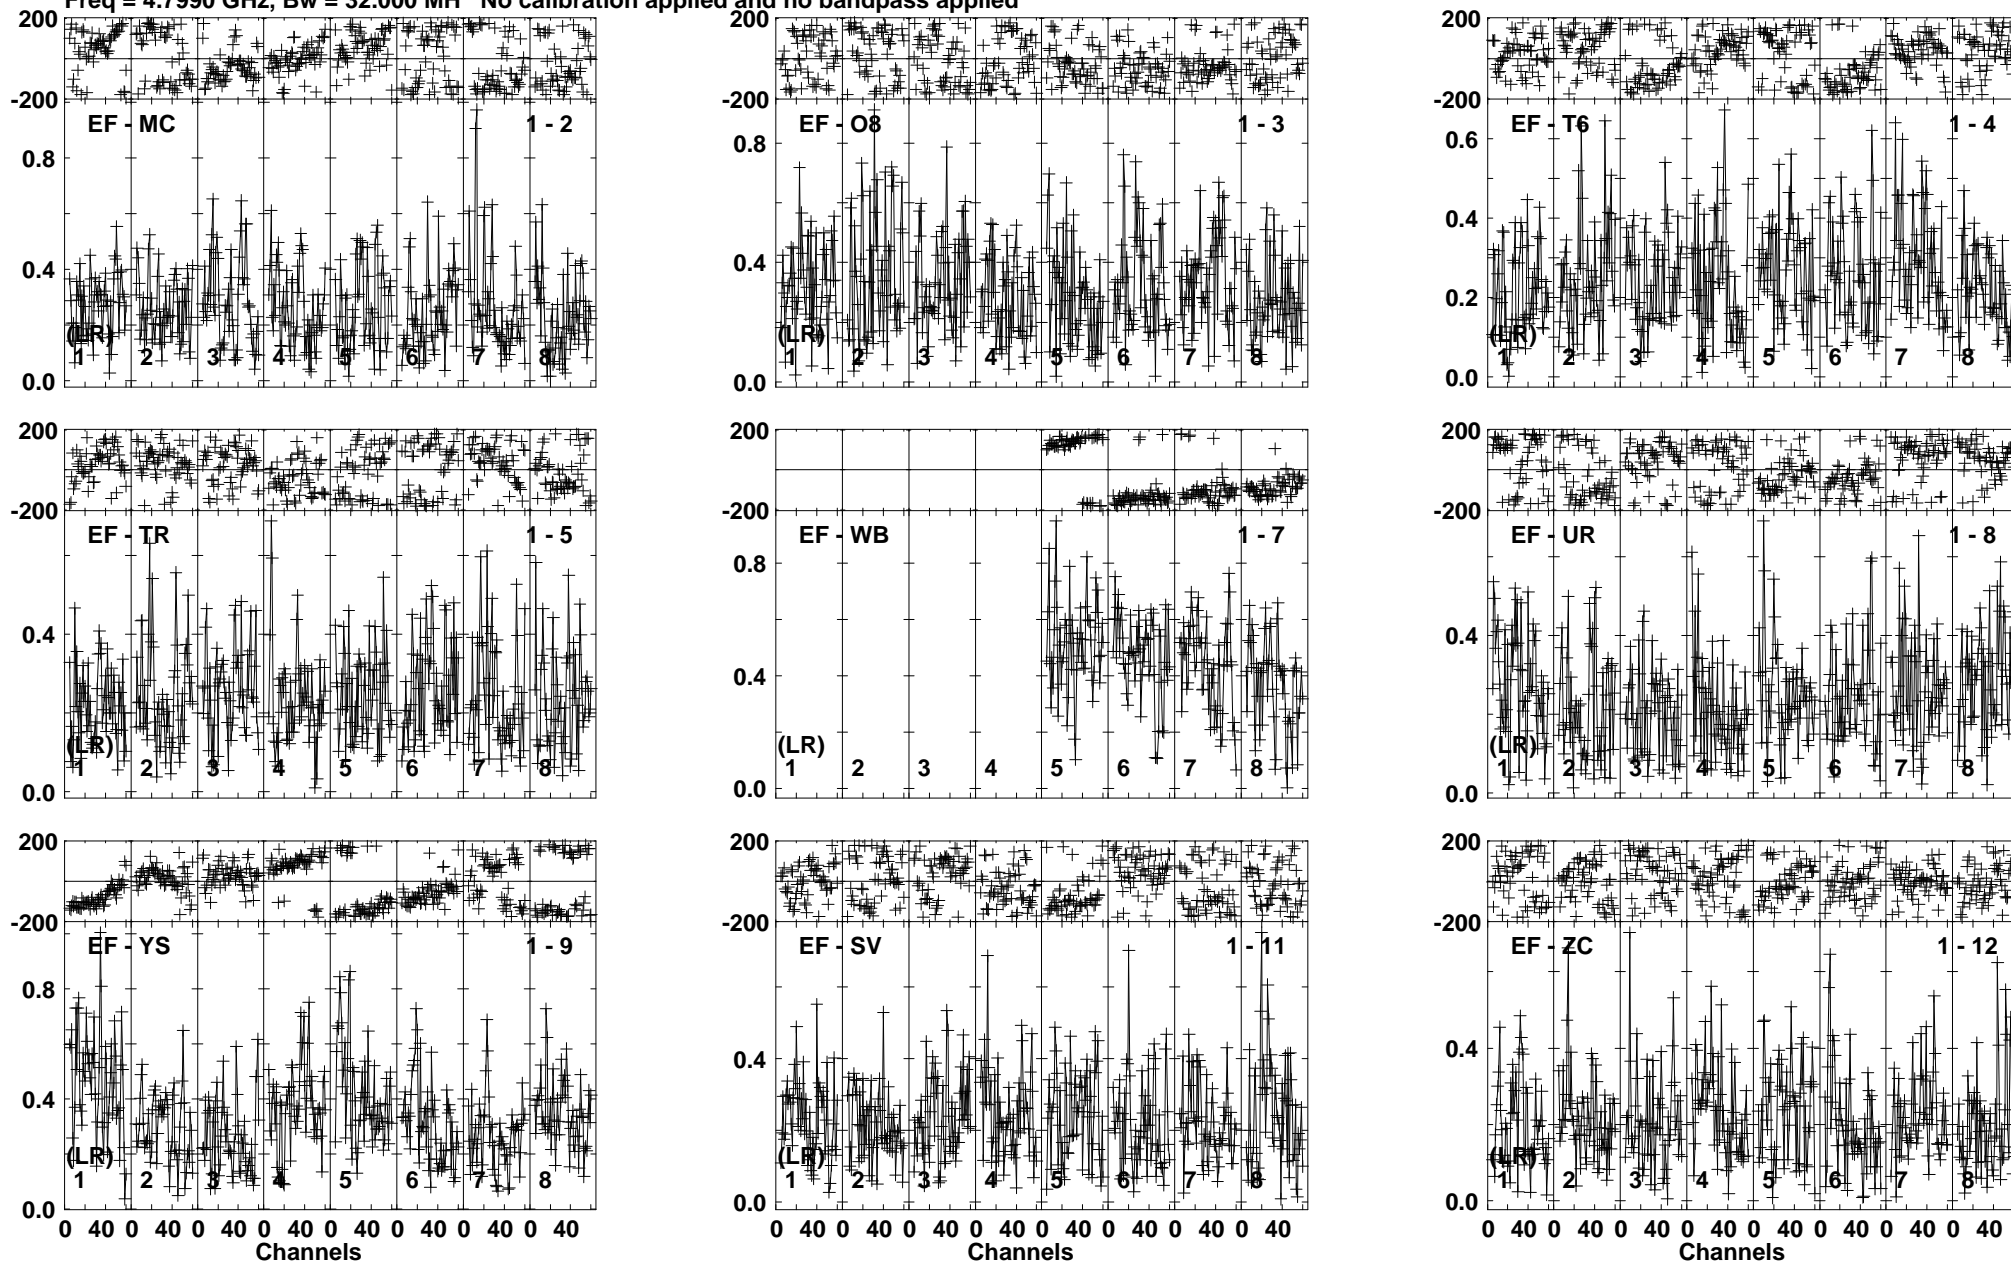 Freq = 4.7990 GHz, Bw = 32.000 MH No calibration applied and no bandpass applied
200 200 200
-200 -200 -200
EF - MC 1 - 2 EF - O8 1 - 3 EF - T6 1 - 4
0.8 0.8 0.6
0.4 0.4 0.4
0.2
(LR) (LR) (LR)
1 2 3 4 5 6 7 8 1 2 3 4 5 6 7 8 1 2 3 4 5 6 7 8
0.0 0.0 0.0
200 200 200
-200 -200 -200
EF - TR 1 - 5 EF - WB 1 - 7 EF - UR 1 - 8
0.8
0.4 0.4 0.4
(LR) (LR) (LR)
1 2 3 4 5 6 7 8 1 2 3 4 5 6 7 8 1 2 3 4 5 6 7 8
0.0 0.0 0.0
200 200 200
-200 -200 -200
EF - YS 1 - 9 EF - SV 1 - 11 EF - ZC 1 - 12
0.8
0.4 0.4 0.4
(LR) (LR) (LR)
1 2 3 4 5 6 7 8 1 2 3 4 5 6 7 8 1 2 3 4 5 6 7 8
0.0 0.0 0.0
0 40 0 40 0 40 0 40 0 40 0 40 0 40 0 40 0 40 0 40 0 40 0 40 0 40 0 40 0 40 0 40 0 40 0 40 0 40 0 40 0 40 0 40 0 40 0 40
Channels Channels Channels